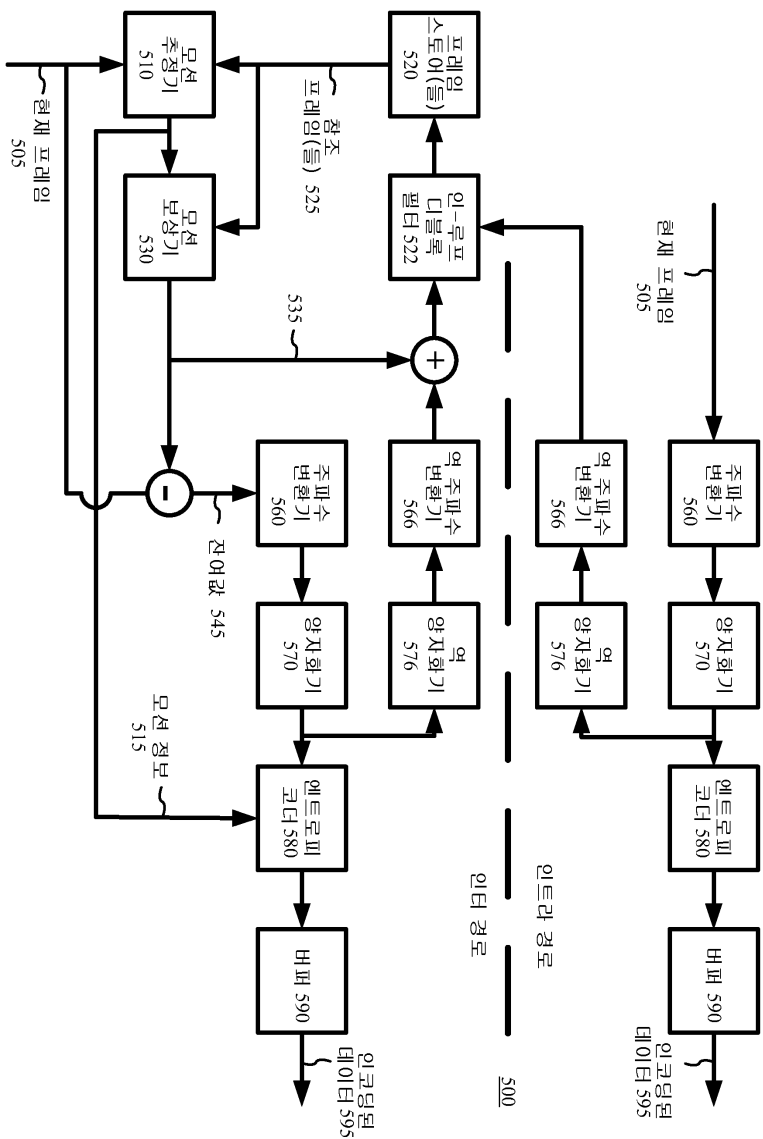 현재 프레임
505
주파수
변환기
560
양자화기
570
엔트로피
코더 580
버퍼 590
인코딩된
데이터 595
역 주파수
변환기
566
역
양자화기
576
인트라 경로
500
인터 경로
프레임
스토어(들)
520
인-루프
디블록
필터 522
역 주파수
변환기
566
역
양자화기
576
참조
프레임(들) 525
535
주파수
변환기
560
양자화기
570
엔트로피
코더 580
버퍼 590
인코딩된
데이터 595
모션
추정기
510
모션
보상기
530
잔여값 545
모션 정보
515
현재 프레임
505
+
-